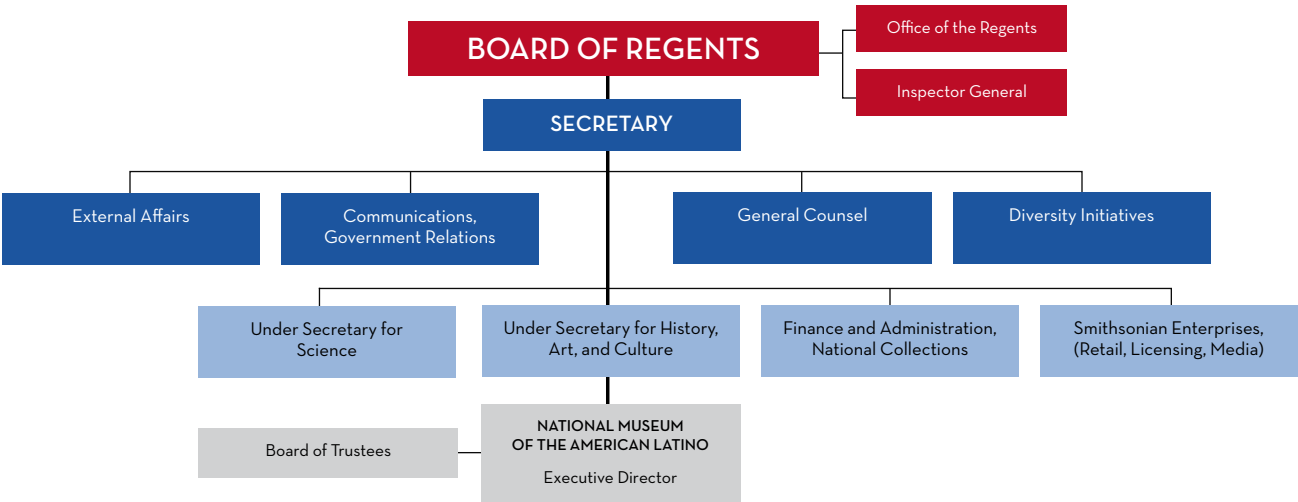 BOARD OF REGENTS
Office of the Regents
Inspector General
SECRETARY
External Affairs
Communications,
Government Relations
General Counsel
Diversity Initiatives
Under Secretary for
Science
Under Secretary for History,
Art, and Culture
Finance and Administration,
National Collections
Smithsonian Enterprises,
(Retail, Licensing, Media)
Board of Trustees
NATIONAL MUSEUM
OF THE AMERICAN LATINO
Executive Director